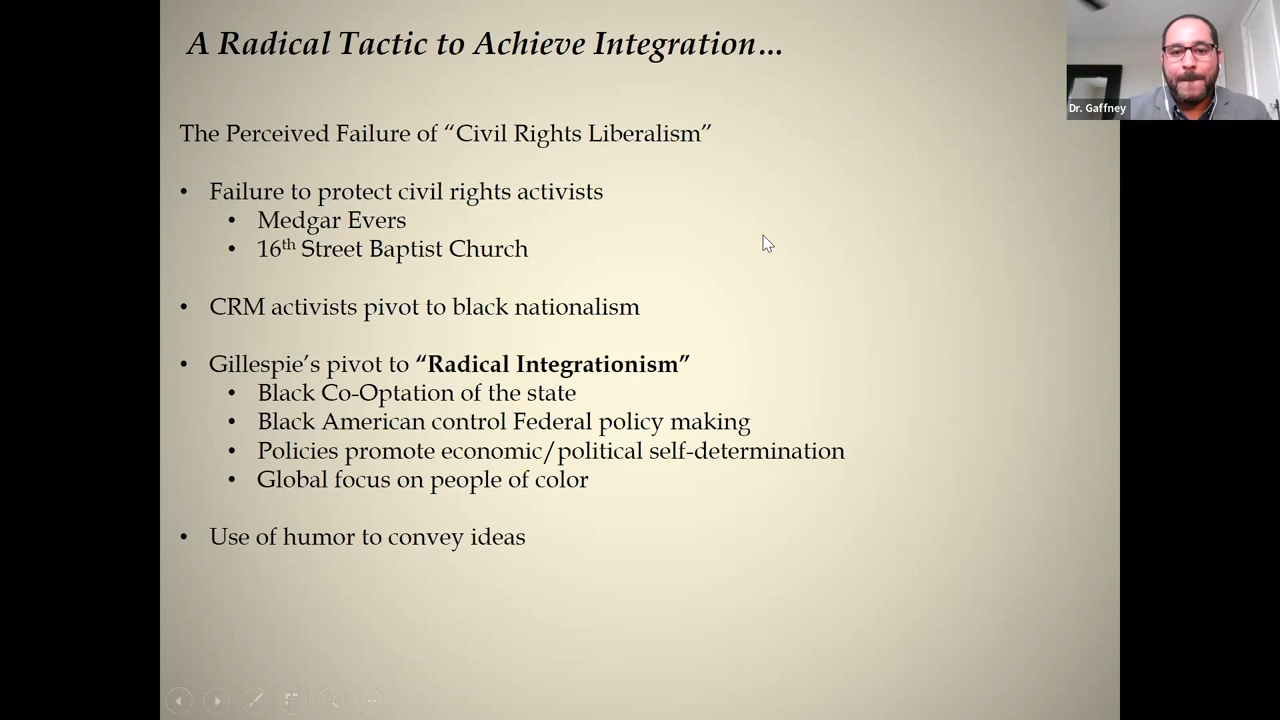 A Radical Tactic to Achieve Integration…
Dr. Gaffney
The Perceived Failure of “Civil Rights Liberalism”
• Failure to protect civil rights activists
• Medgar Evers
• 16th Street Baptist Church
• CRM activists pivot to black nationalism
• Gillespie’s pivot to “Radical Integrationism”
• Black Co-Optation of the state
• Black American control Federal policy making
• Policies promote economic/political self-determination
• Global focus on people of color
• Use of humor to convey ideas